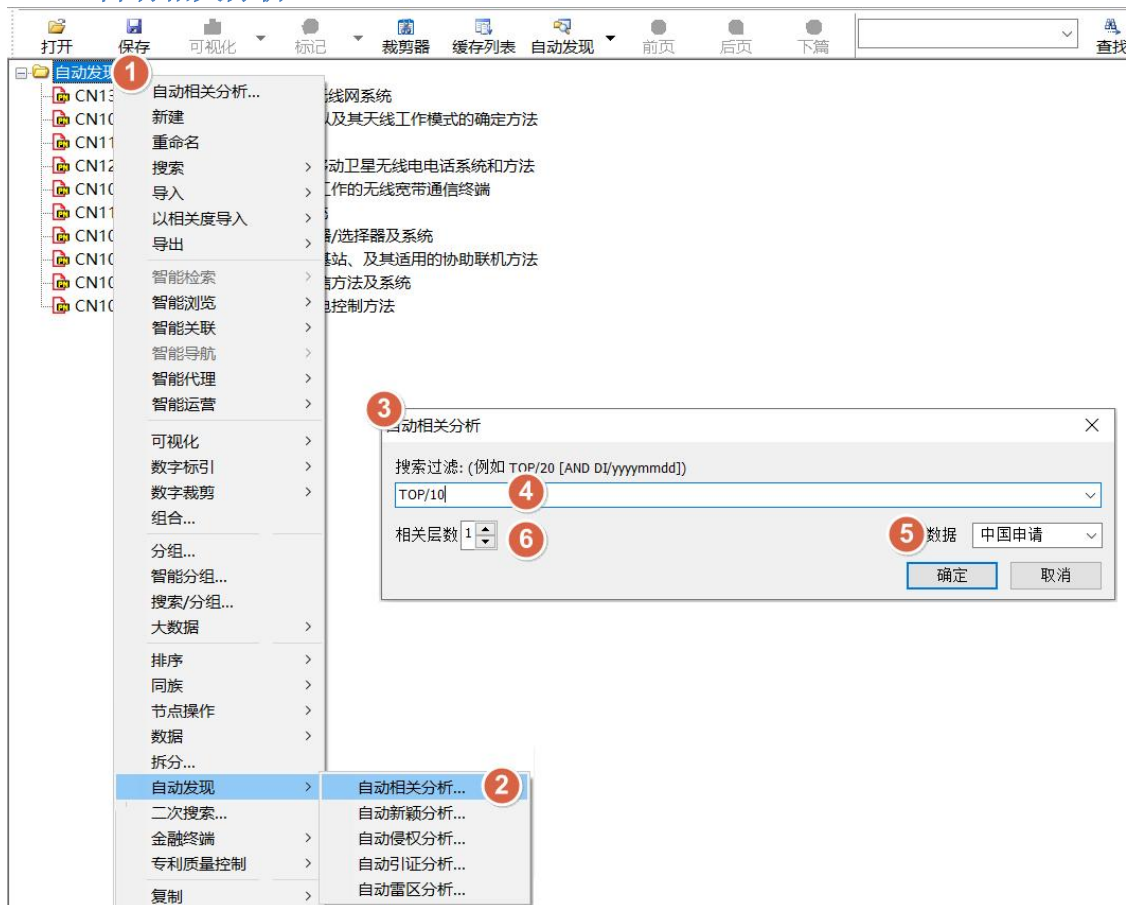 打开 保存 可视化 标记 裁剪器 缓存列表 自动发现 前页 后页 下篇 查找
自动发现
1
CN13 线网系统
CN10 以及其天线工作模式的确定方法
CN11
CN12 移动卫星无线电电话系统和方法
CN10 工作的无线宽带通信终端
CN11
CN10 器/选择器及系统
CN10 基站、及其适用的协助联机方法
CN10 信方法及系统
CN10 控制方法
自动相关分析...
新建
重命名
搜索
导入
以相关度导入
导出
智能检索
智能浏览
智能关联
智能导航
智能代理
智能运营
可视化
数字标引
数字裁剪
组合...
分组...
智能分组...
搜索/分组...
大数据
排序
同族
节点操作
数据
拆分...
自动发现
二次搜索...
金融终端
专利质量控制
复制
自动相关分析... 2
自动新颖分析...
自动侵权分析...
自动引证分析...
自动雷区分析...
3
自动相关分析
搜索过滤: (例如 TOP/20 [AND DI/yyyymmdd])
TOP/10 4
相关层数 1 6 5 数据 中国申请
确定 取消